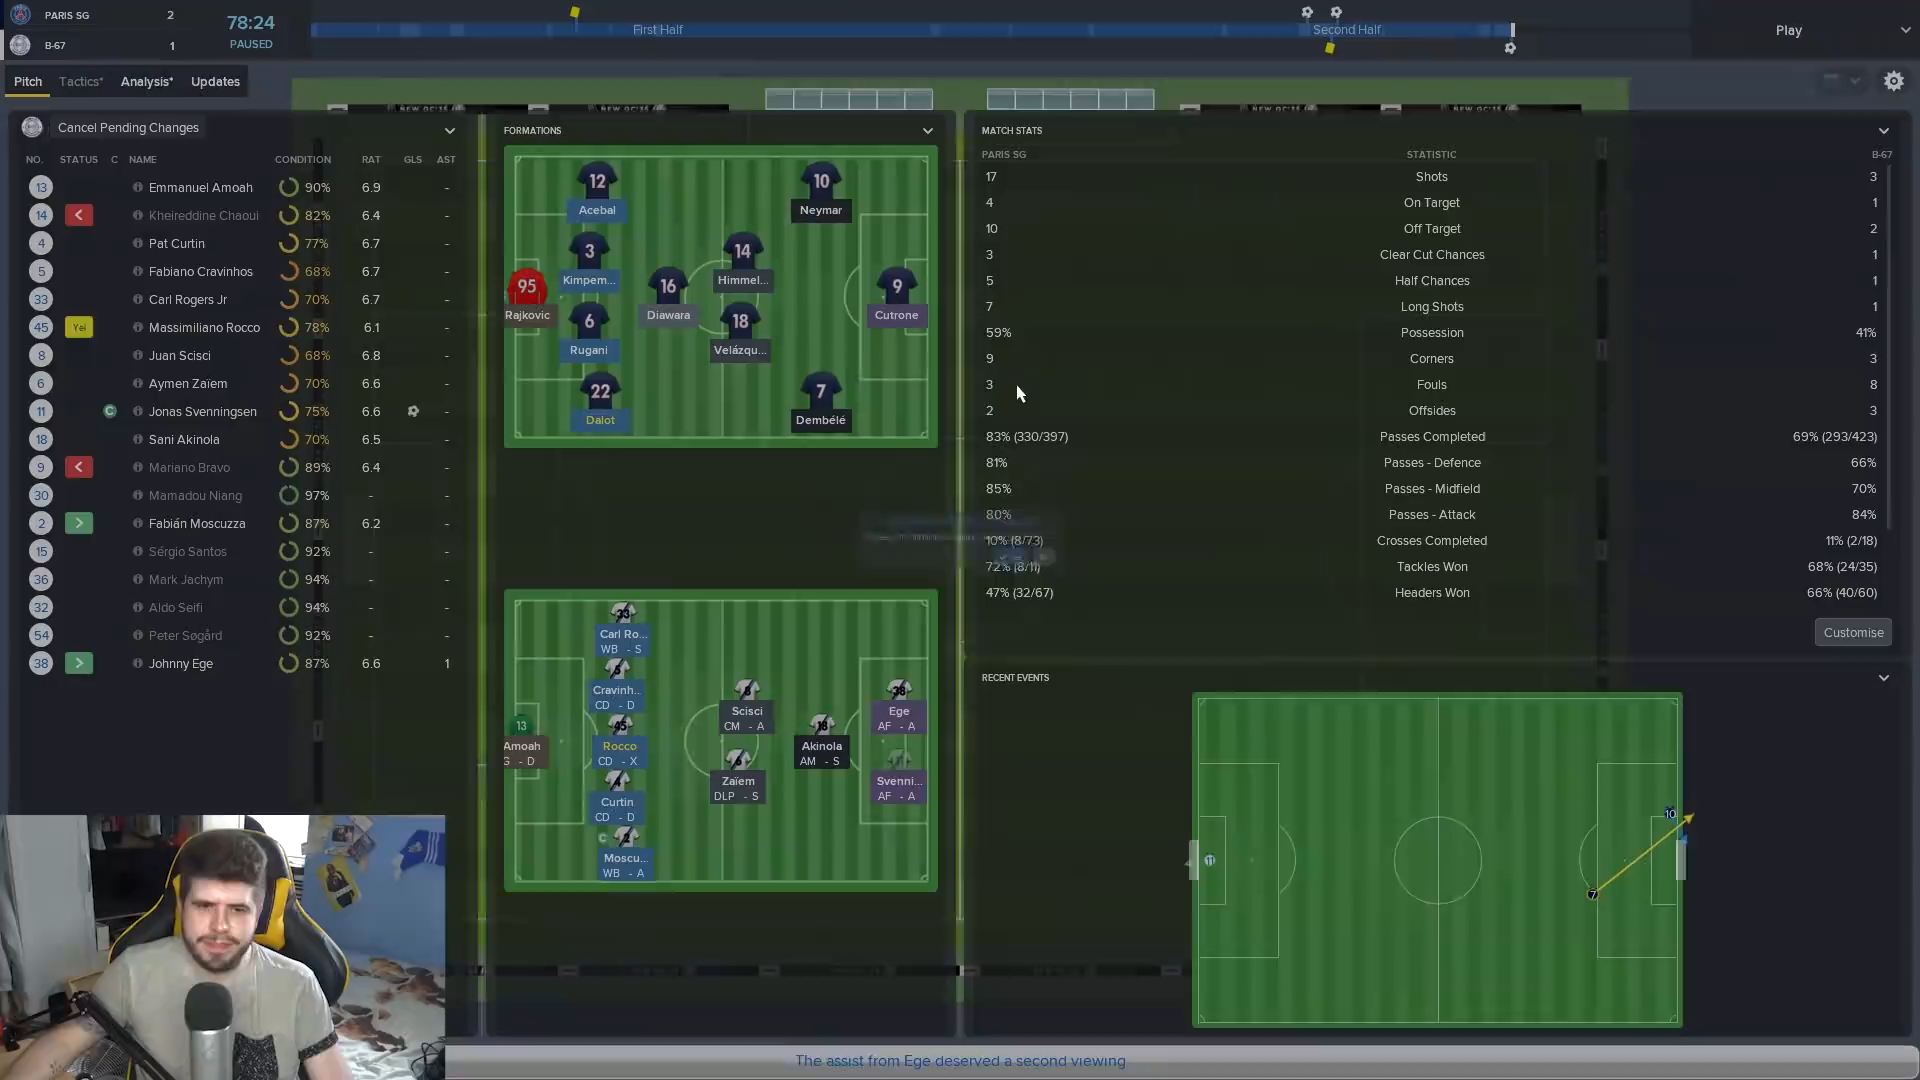 PARIS SG 2
B-67 1
78:24
PAUSED
First Half
Second Half
Play
Pitch Tactics* Analysis* Updates
Cancel Pending Changes
NO. STATUS C NAME CONDITION RAT GLS AST
13 Emmanuel Amoah 90% 6.9 -
14 Kheireddine Chaoui 82% 6.4 -
4 Pat Curtin 77% 6.7 -
5 Fabiano Cravinhos 68% 6.7 -
33 Carl Rogers Jr 70% 6.7 -
45 Yel Massimiliano Rocco 78% 6.1 -
8 Juan Scisci 68% 6.8 -
6 Aymen Zaïem 70% 6.6 -
11 C Jonas Svenningsen 75% 6.6 -
18 Sani Akinola 70% 6.5 -
9 Mariano Bravo 89% 6.4 -
30 Mamadou Niang 97% - -
2 Fabián Moscuzza 87% 6.2 -
15 Sérgio Santos 92% - -
36 Mark Jachym 94% - -
32 Aldo Seifi 94% - -
54 Peter Søgård 92% - -
38 Johnny Ege 87% 6.6 1
FORMATIONS
12
Acebal
10
Neymar
3
Kimpem...
14
Himmel...
95
Rajkovic
16
Diawara
9
Cutrone
6
Rugani
18
Velázqu...
22
Dalot
7
Dembélé
33
Carl Ro...
WB - S
5
Cravinh..
CD - D
8
Scisci
CM - A
38
Ege
AF - A
13
Amoah
G - D
45
Rocco
CD - X
18
Akinola
AM - S
4
Curtin
CD - D
6
Zaïem
DLP - S
Svenni...
AF - A
C 2
Moscu...
WB - A
MATCH STATS
PARIS SG STATISTIC B-67
17 Shots 3
4 On Target 1
10 Off Target 2
3 Clear Cut Chances 1
5 Half Chances 1
7 Long Shots 1
59% Possession 41%
9 Corners 3
3 Fouls 8
2 Offsides 3
83% (330/397) Passes Completed 69% (293/423)
81% Passes - Defence 66%
85% Passes - Midfield 70%
80% Passes - Attack 84%
10% (8/73) Crosses Completed 11% (2/18)
72% (8/11) Tackles Won 68% (24/35)
47% (32/67) Headers Won 66% (40/60)
Customise
RECENT EVENTS
10
11
7
The assist from Ege deserved a second viewing